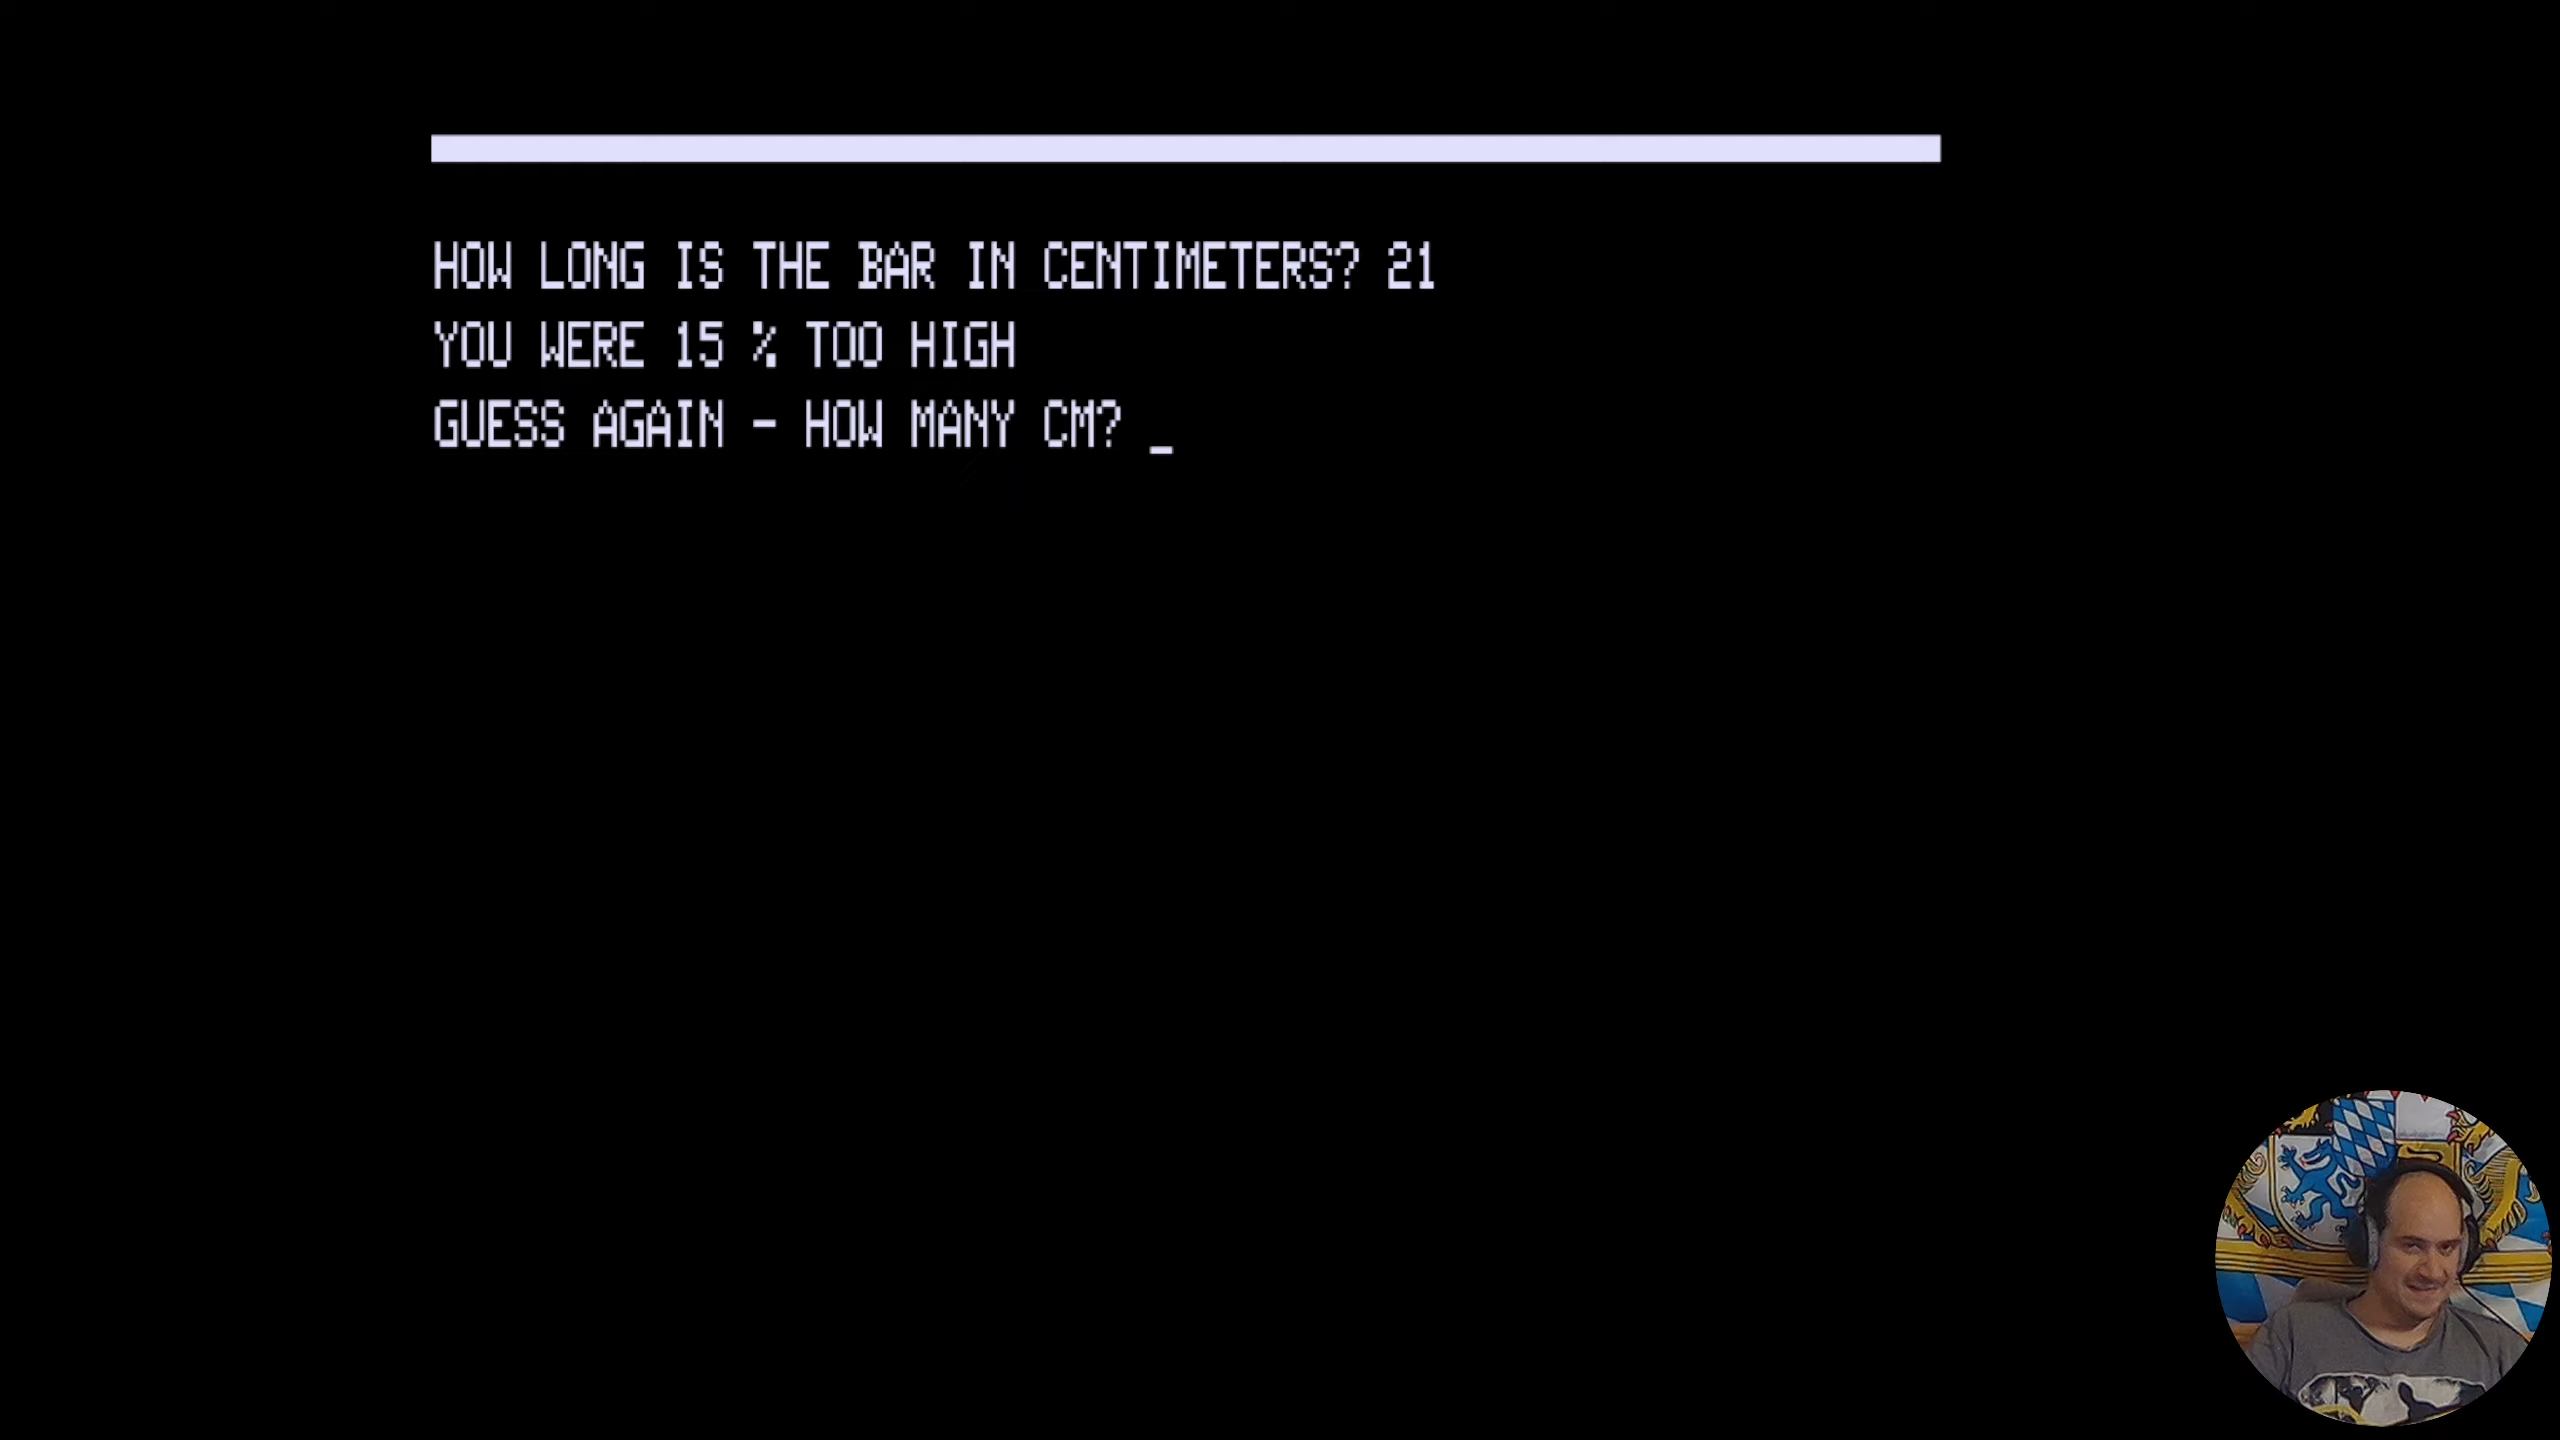 HOW LONG IS THE BAR IN CENTIMETERS? 21
YOU WERE 15 % TOO HIGH
GUESS AGAIN - HOW MANY CM? _